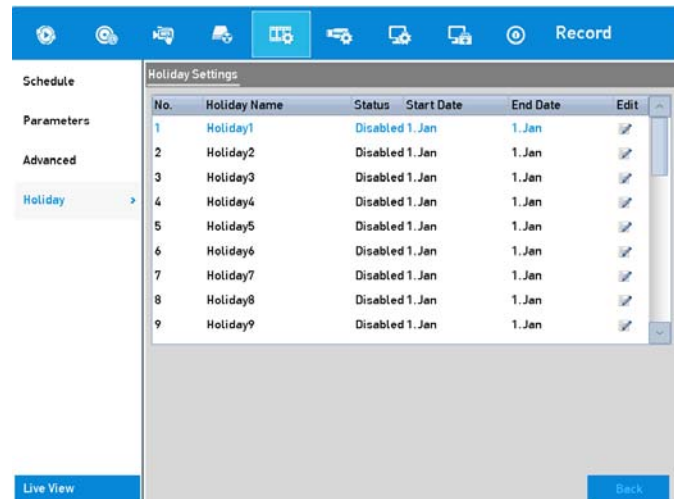 Record
Schedule
Parameters
Advanced
Holiday >
Holiday Settings
No. Holiday Name Status Start Date End Date Edit
1 Holiday1 Disabled 1.Jan 1.Jan
2 Holiday2 Disabled 1.Jan 1.Jan
3 Holiday3 Disabled 1.Jan 1.Jan
4 Holiday4 Disabled 1.Jan 1.Jan
5 Holiday5 Disabled 1.Jan 1.Jan
6 Holiday6 Disabled 1.Jan 1.Jan
7 Holiday7 Disabled 1.Jan 1.Jan
8 Holiday8 Disabled 1.Jan 1.Jan
9 Holiday9 Disabled 1.Jan 1.Jan
Live View
Back